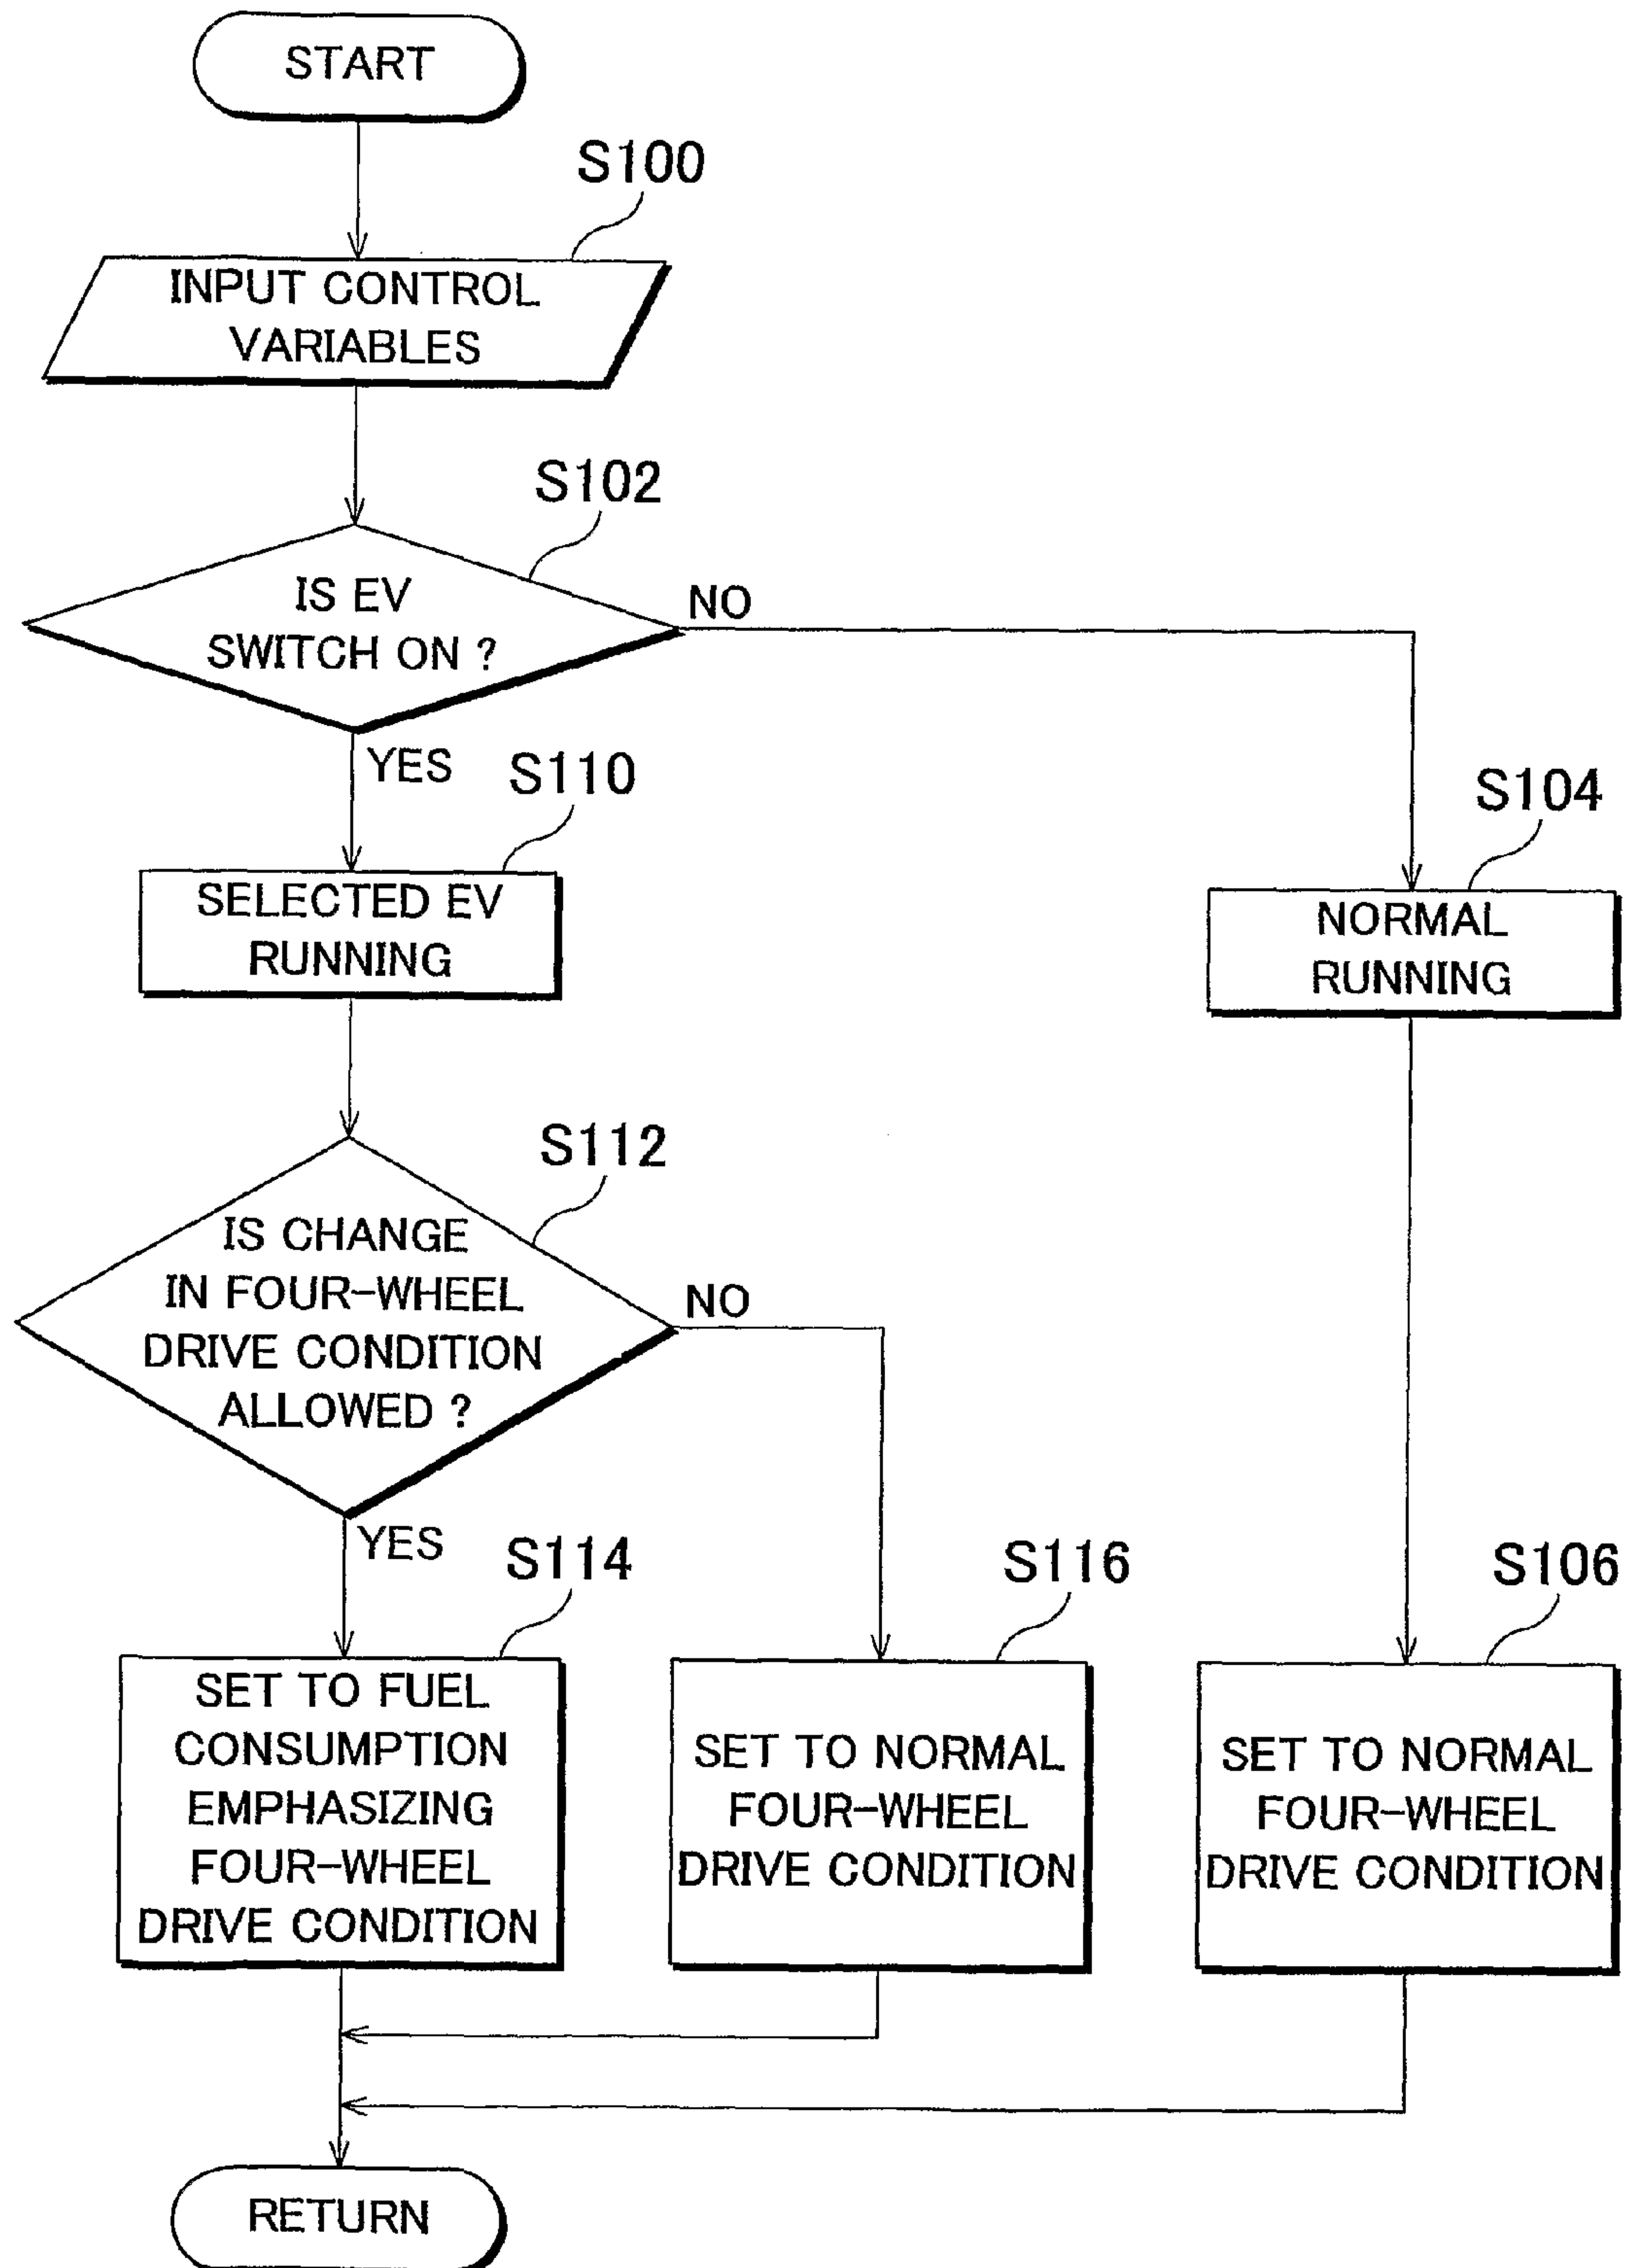 START
S100
INPUT CONTROL
VARIABLES
S102
IS EV
SWITCH ON ?
NO
YES
S110
SELECTED EV
RUNNING
S104
NORMAL
RUNNING
S112
IS CHANGE
IN FOUR-WHEEL
DRIVE CONDITION
ALLOWED ?
NO
YES
S114
SET TO FUEL
CONSUMPTION
EMPHASIZING
FOUR-WHEEL
DRIVE CONDITION
S116
SET TO NORMAL
FOUR-WHEEL
DRIVE CONDITION
S106
SET TO NORMAL
FOUR-WHEEL
DRIVE CONDITION
RETURN